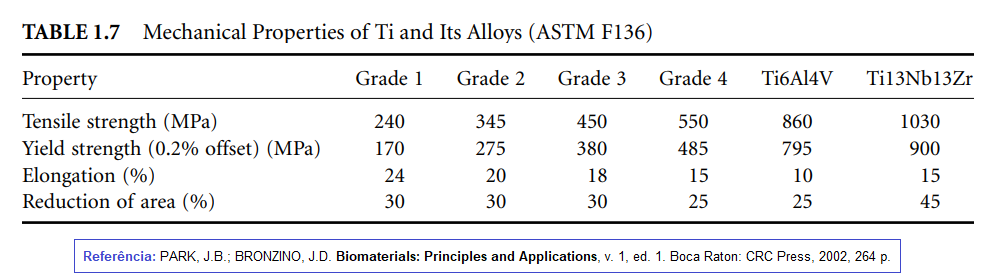 TABLE 1.7 Mechanical Properties of Ti and Its Alloys (ASTM F136)
Property Grade 1 Grade 2 Grade 3 Grade 4 Ti6Al4V Ti13Nb13Zr
Tensile strength (MPa) 240 345 450 550 860 1030
Yield strength (0.2% offset) (MPa) 170 275 380 485 795 900
Elongation (%) 24 20 18 15 10 15
Reduction of area (%) 30 30 30 25 25 45
Referência: PARK, J.B.; BRONZINO, J.D. Biomaterials: Principles and Applications, v. 1, ed. 1. Boca Raton: CRC Press, 2002, 264 p.